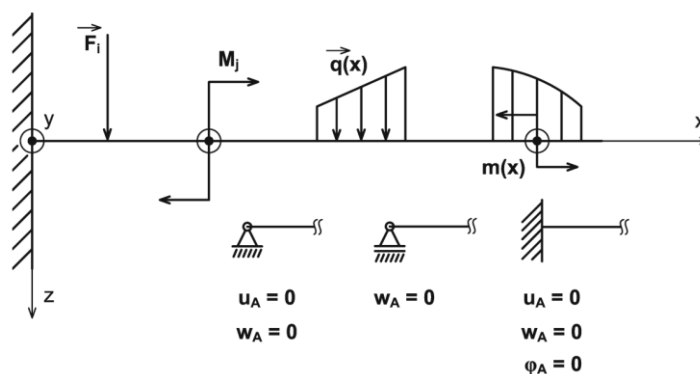 F_i
M_j
q(x)
y
x
m(x)
z
u_A = 0
w_A = 0
w_A = 0
u_A = 0
w_A = 0
φ_A = 0